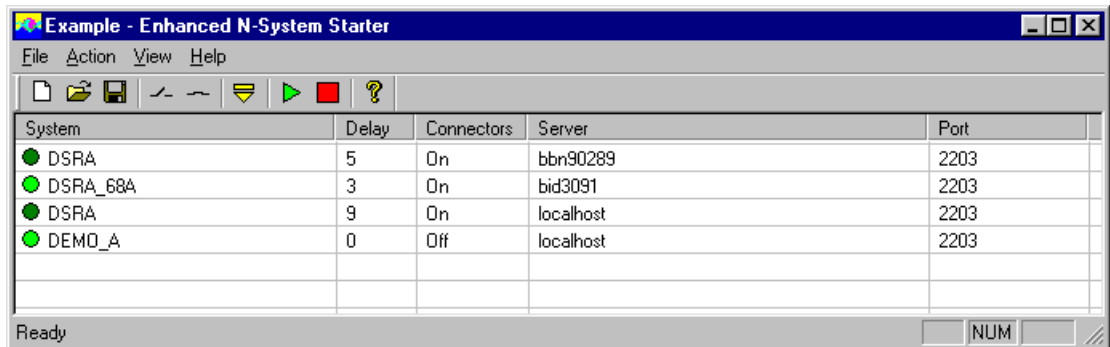 Example - Enhanced N-System Starter
File Action View Help
System Delay Connectors Server Port
DSRA 5 On bbn90289 2203
DSRA_68A 3 On bid3091 2203
DSRA 9 On localhost 2203
DEMO_A 0 Off localhost 2203
Ready NUM